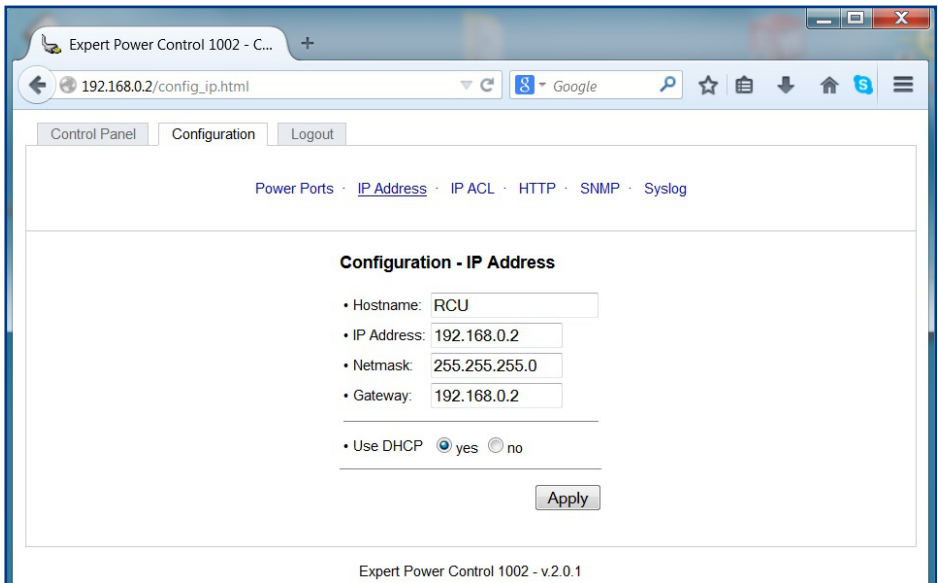 Expert Power Control 1002 - C...
192.168.0.2/config_ip.html
8 Google
Control Panel Configuration Logout
Power Ports · IP Address · IP ACL · HTTP · SNMP · Syslog
Configuration - IP Address
• Hostname: RCU
• IP Address: 192.168.0.2
• Netmask: 255.255.255.0
• Gateway: 192.168.0.2
• Use DHCP yes no
Apply
Expert Power Control 1002 - v.2.0.1